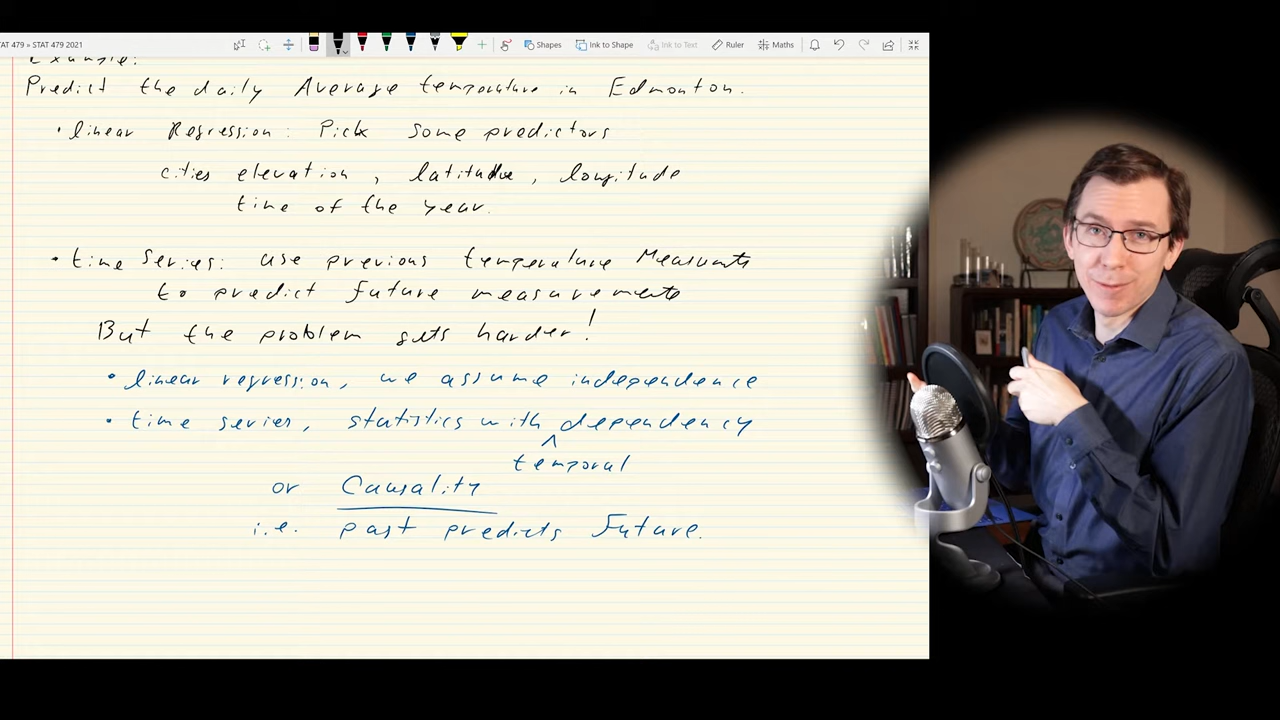 TAT 479 » STAT 479 2021
Shapes Ink to Shape Ink to Text Ruler Maths
Example:
Predict the daily Average temperature in Edmonton.
• linear Regression: Pick some predictors
cities elevation, latitude, longitude
time of the year.
• time series: use previous temperature Measurements
to predict future measurements
But the problem gets harder!
• linear regression, we assume independence
• time series, statistics with ^ dependency
temporal
or Causality
i.e. past predicts Future.